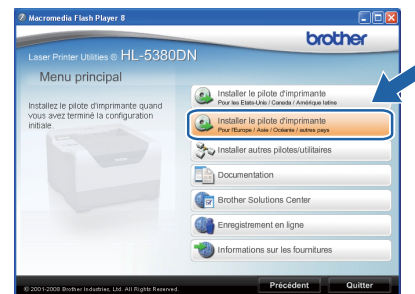 Macromedia Flash Player 8
brother
Laser Printer Utilities © HL-5380DN
Menu principal
Installez le pilote d'imprimante quand
vous avez terminé la configuration
initiale.
Installer le pilote d'imprimante
Pour les Etats-Unis / Canada / Amérique latine
Installer le pilote d'imprimante
Pour l'Europe / Asie / Océanie / autres pays
Installer autres pilotes/utilitaires
Documentation
Brother Solutions Center
Enregistrement en ligne
Informations sur les fournitures
© 2001-2008 Brother Industries, Ltd. All Rights Reserved.
Précédent
Quitter